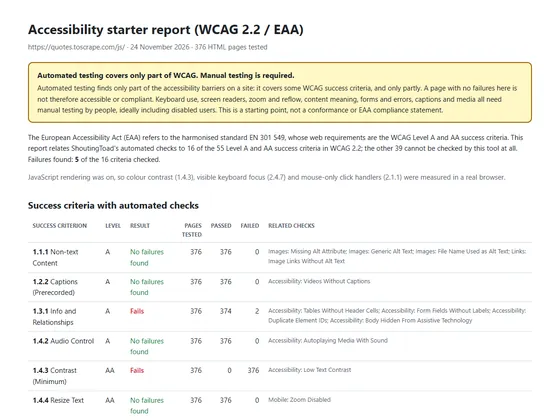 Accessibility starter report (WCAG 2.2 / EAA)
https://quotes.toscrape.com/js/ · 24 November 2026 · 376 HTML pages tested
Automated testing covers only part of WCAG. Manual testing is required.
Automated testing finds only part of the accessibility barriers on a site: it covers some WCAG success criteria, and only partly. A page with no failures here is
not therefore accessible or compliant. Keyboard use, screen readers, zoom and reflow, content meaning, forms and errors, captions and media all need
manual testing by people, ideally including disabled users. This is a starting point, not a conformance or EAA compliance statement.
The European Accessibility Act (EAA) refers to the harmonised standard EN 301 549, whose web requirements are the WCAG Level A and AA success criteria. This
report relates ShoutingToad's automated checks to 16 of the 55 Level A and AA success criteria in WCAG 2.2; the other 39 cannot be checked by this tool at all.
Failures found: 5 of the 16 criteria checked.
JavaScript rendering was on, so colour contrast (1.4.3), visible keyboard focus (2.4.7) and mouse-only click handlers (2.1.1) were measured in a real browser.
Success criteria with automated checks
SUCCESS CRITERION LEVEL RESULT PAGES TESTED PASSED FAILED RELATED CHECKS
1.1.1 Non-text Content A No failures found 376 376 0 Images: Missing Alt Attribute; Images: Generic Alt Text; Images: File Name Used as Alt Text; Links: Image Links Without Alt Text
1.2.2 Captions (Prerecorded) A No failures found 376 376 0 Accessibility: Videos Without Captions
1.3.1 Info and Relationships A Fails 376 374 2 Accessibility: Tables Without Header Cells; Accessibility: Form Fields Without Labels; Accessibility: Duplicate Element IDs; Accessibility: Body Hidden From Assistive Technology
1.4.2 Audio Control A No failures found 376 376 0 Accessibility: Autoplaying Media With Sound
1.4.3 Contrast (Minimum) AA Fails 376 0 376 Accessibility: Low Text Contrast
1.4.4 Resize Text AA No failures found 376 376 0 Mobile: Zoom Disabled